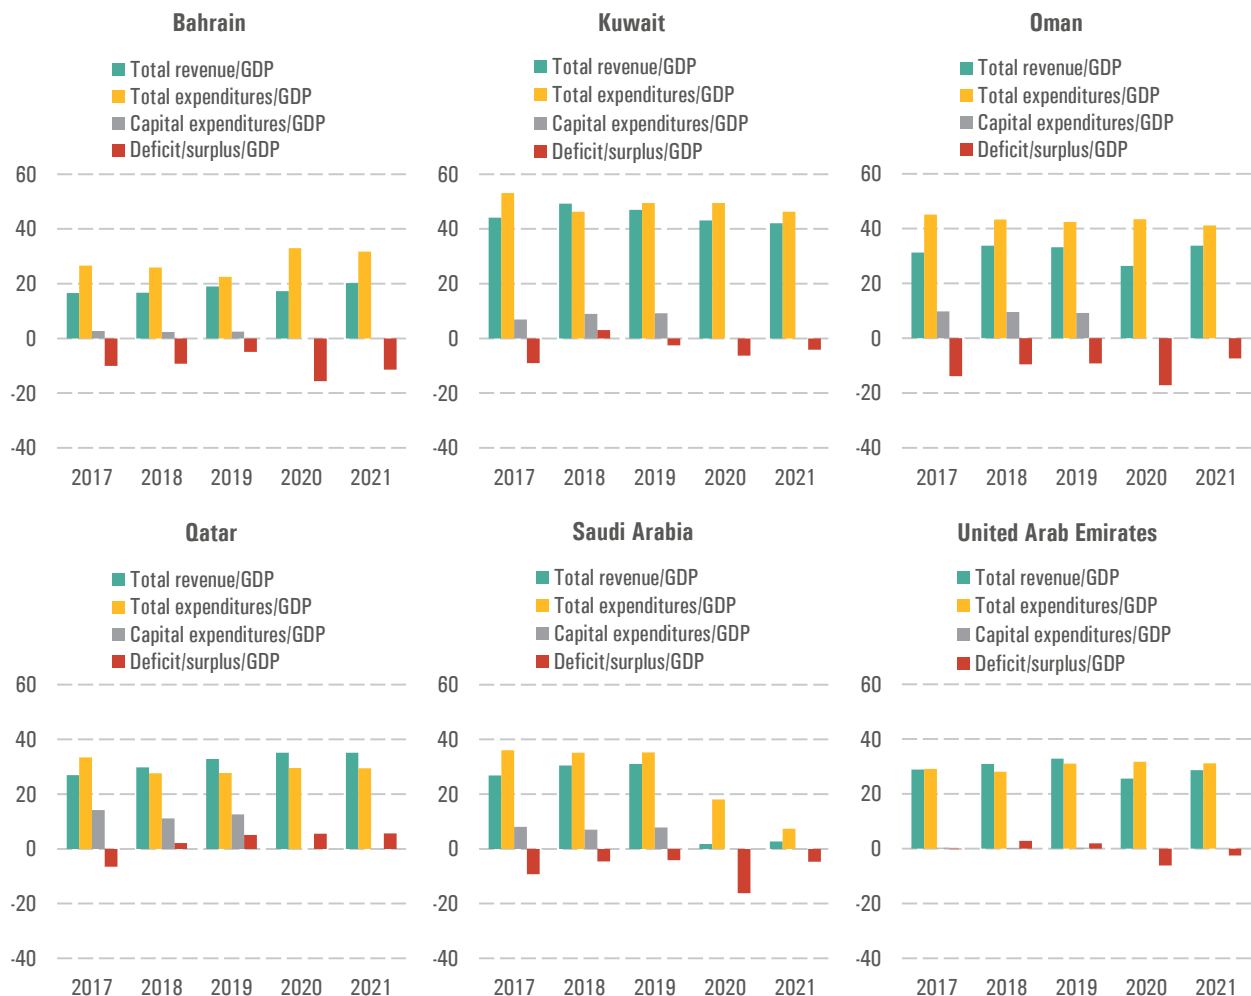 Bahrain
Total revenue/GDP
Total expenditures/GDP
Capital expenditures/GDP
Deficit/surplus/GDP
60
40
20
0
-20
-40
2017 2018 2019 2020 2021
Kuwait
Total revenue/GDP
Total expenditures/GDP
Capital expenditures/GDP
Deficit/surplus/GDP
60
40
20
0
-20
-40
2017 2018 2019 2020 2021
Oman
Total revenue/GDP
Total expenditures/GDP
Capital expenditures/GDP
Deficit/surplus/GDP
60
40
20
0
-20
-40
2017 2018 2019 2020 2021
Qatar
Total revenue/GDP
Total expenditures/GDP
Capital expenditures/GDP
Deficit/surplus/GDP
60
40
20
0
-20
-40
2017 2018 2019 2020 2021
Saudi Arabia
Total revenue/GDP
Total expenditures/GDP
Capital expenditures/GDP
Deficit/surplus/GDP
60
40
20
0
-20
-40
2017 2018 2019 2020 2021
United Arab Emirates
Total revenue/GDP
Total expenditures/GDP
Capital expenditures/GDP
Deficit/surplus/GDP
60
40
20
0
-20
-40
2017 2018 2019 2020 2021